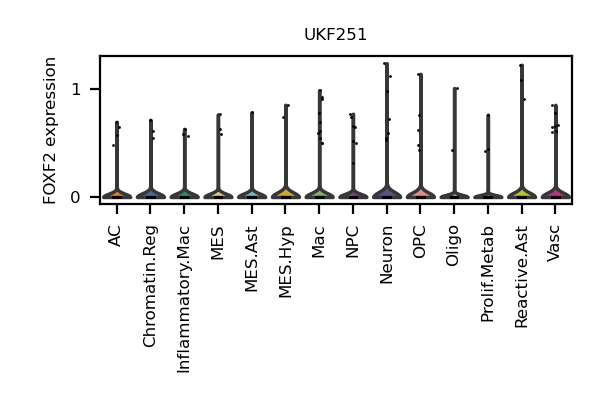 UKF251
FOXF2 expression
1
0
AC
Chromatin.Reg
Inflammatory.Mac
MES
MES.Ast
MES.Hyp
Mac
NPC
Neuron
OPC
Oligo
Prolif.Metab
Reactive.Ast
Vasc